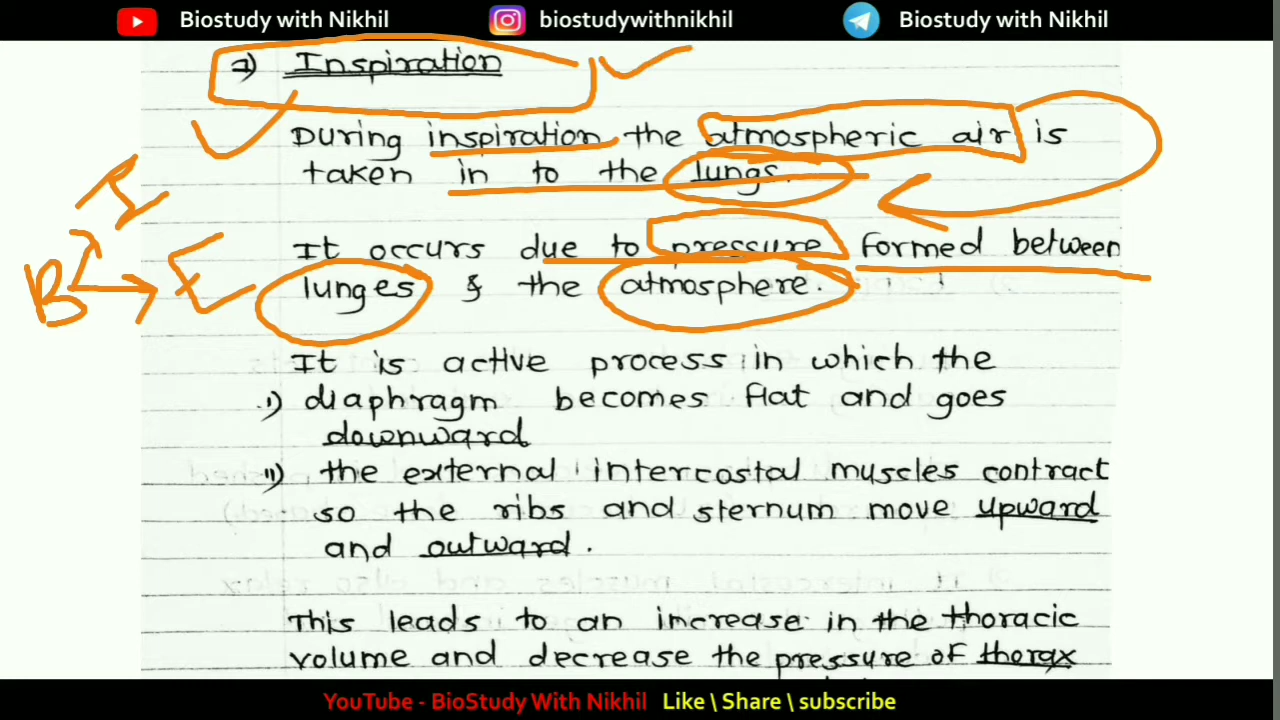 Biostudy with Nikhil biostudywithnikhil Biostudy with Nikhil
a) Inspiration
During inspiration the atmospheric air is
taken in to the lungs.
It occurs due to pressure formed between
lunges & the atmosphere.
I
B
E
It is active process in which the
i) diaphragm becomes flat and goes
downward
ii) the external intercostal muscles contract
so the ribs and sternum move upward
and outward.
This leads to an increase in the thoracic
volume and decrease the pressure of thorax
YouTube - BioStudy With Nikhil Like \ Share \ subscribe